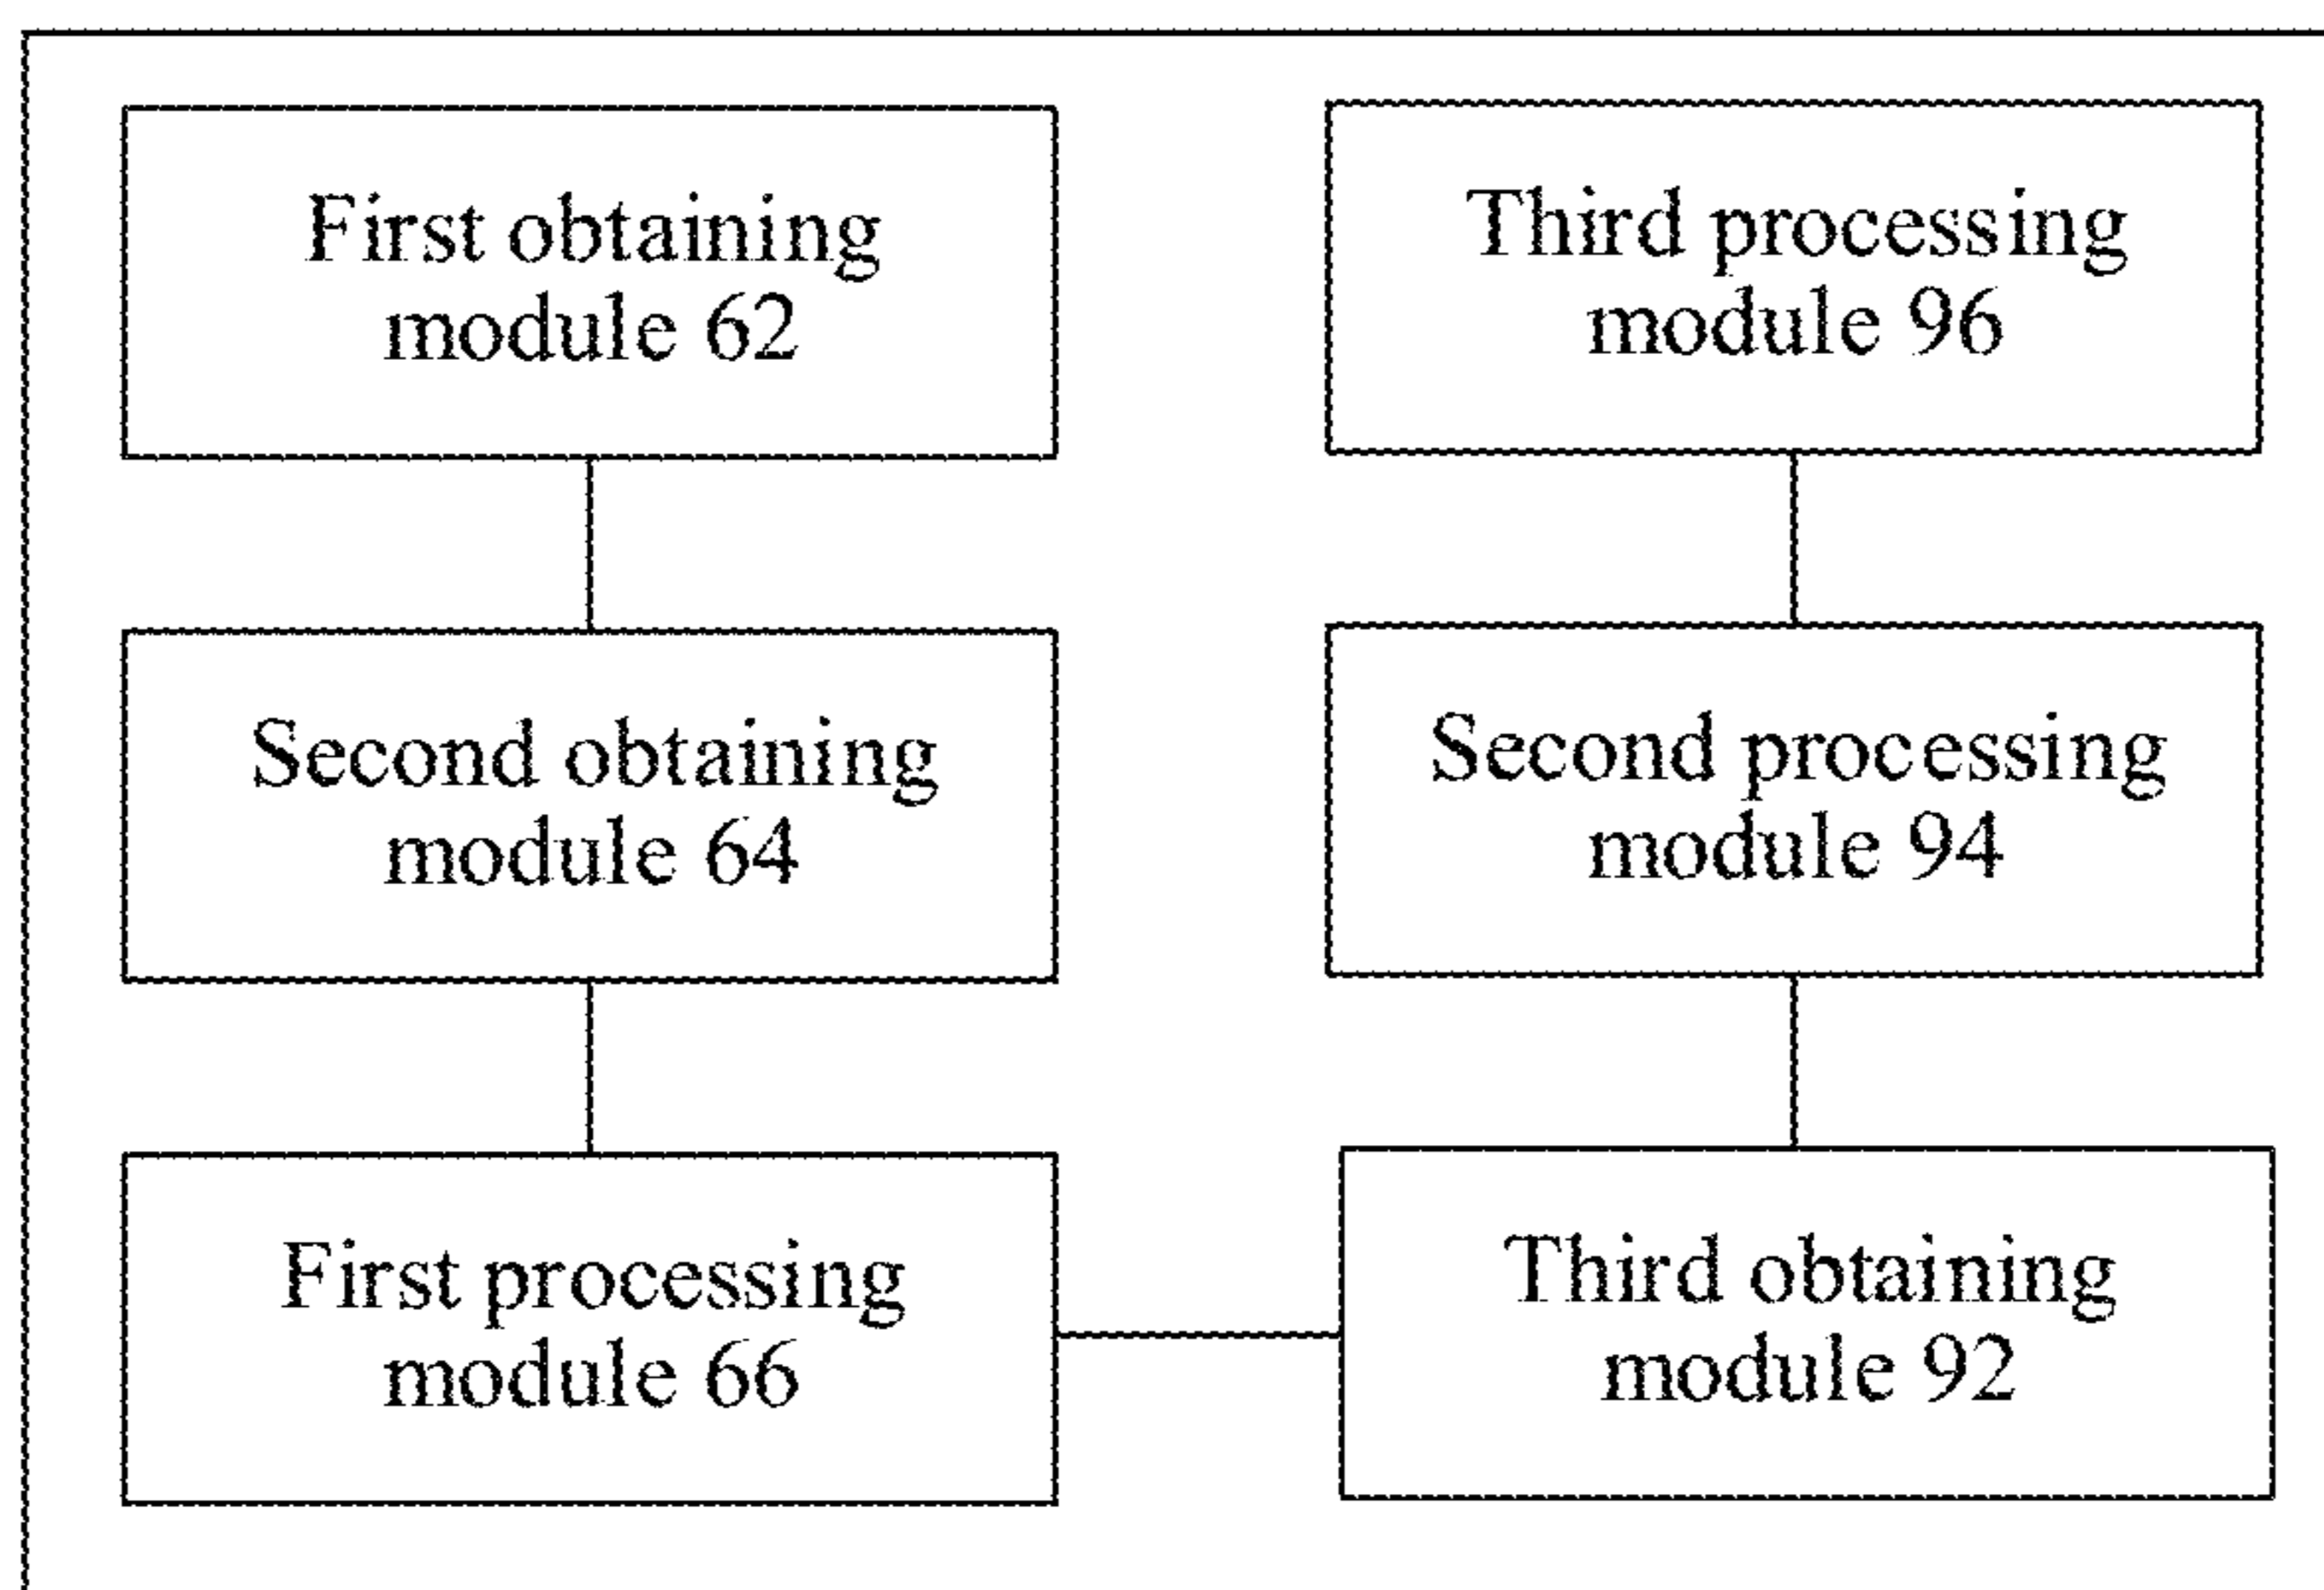 First obtaining
module 62
Third processing
module 96
Second obtaining
module 64
Second processing
module 94
First processing
module 66
Third obtaining
module 92